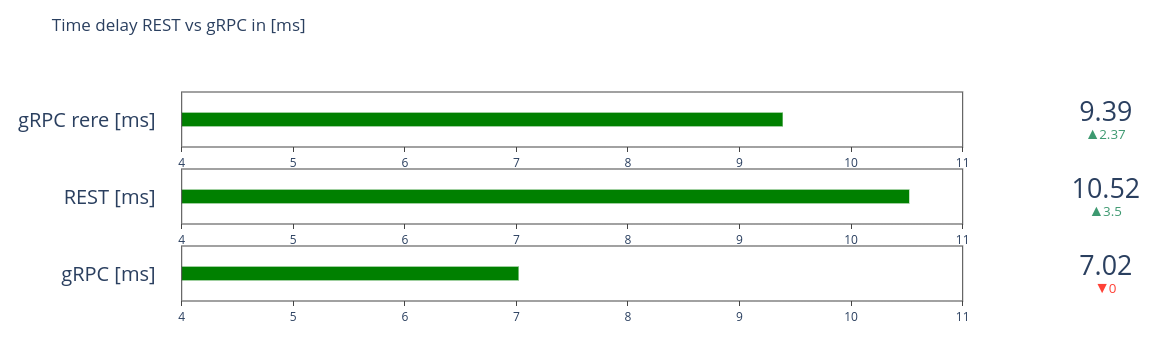 Time delay REST vs gRPC in [ms]
gRPC rere [ms]
9.39
▲2.37
4 5 6 7 8 9 10 11
REST [ms]
10.52
▲3.5
4 5 6 7 8 9 10 11
gRPC [ms]
7.02
▼0
4 5 6 7 8 9 10 11